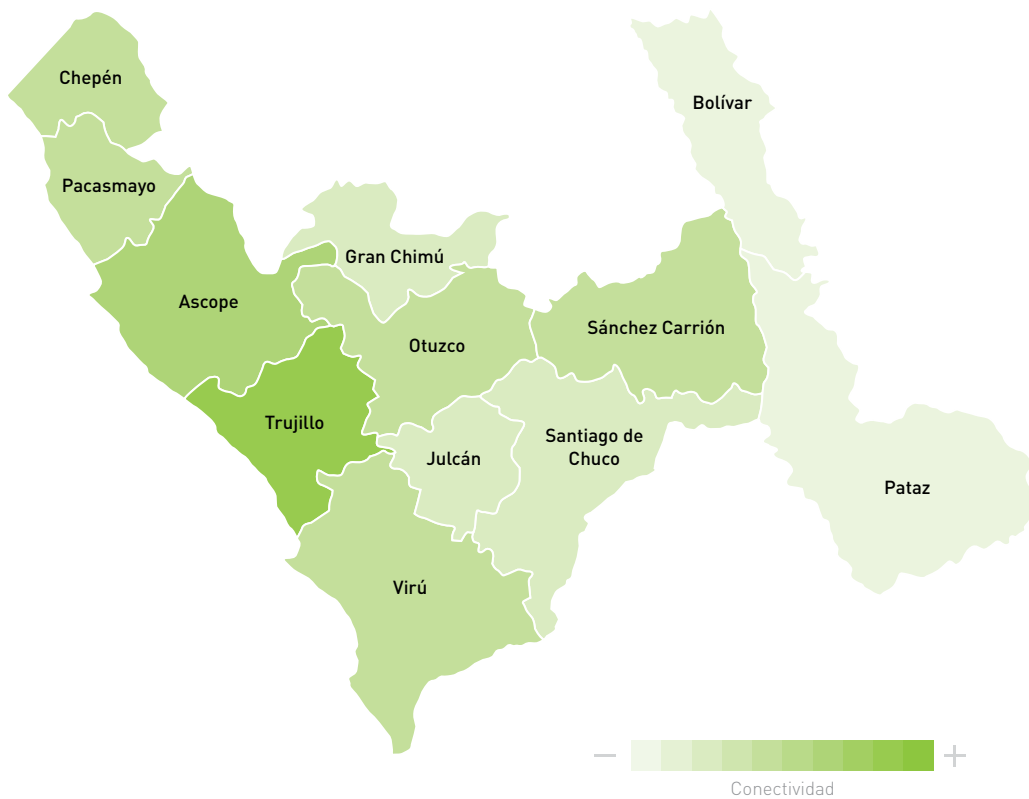 Chepén
Bolívar
Pacasmayo
Gran Chimú
Ascope
Sánchez Carrión
Otuzco
Trujillo
Santiago de
Chuco
Julcán
Pataz
Virú
— +
Conectividad